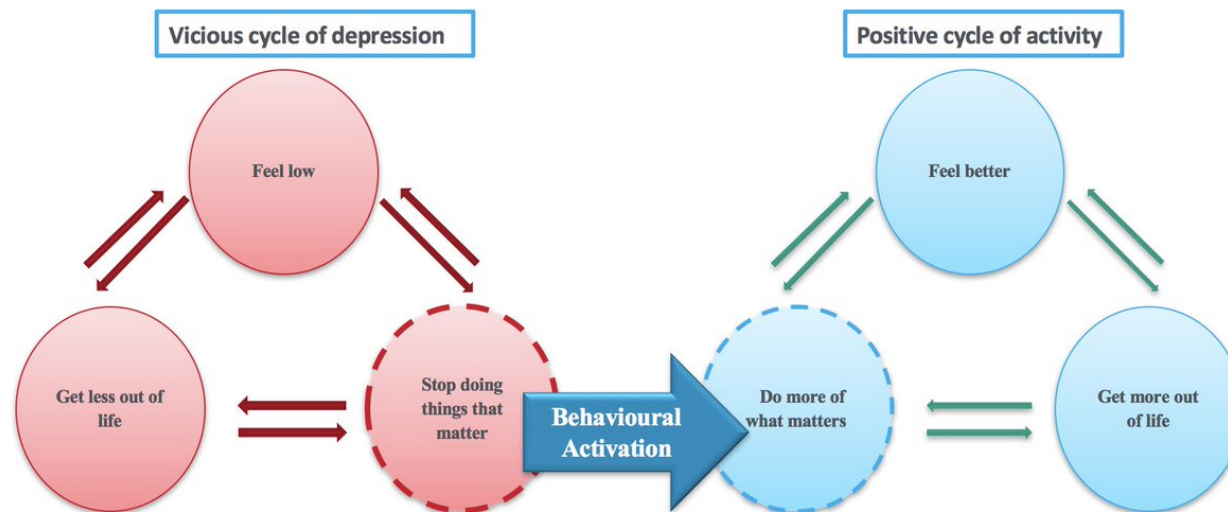 Vicious cycle of depression
Positive cycle of activity
Feel low
Feel better
Get less out of
life
Stop doing
things that
matter
Behavioural
Activation
Do more of
what matters
Get more out
of life